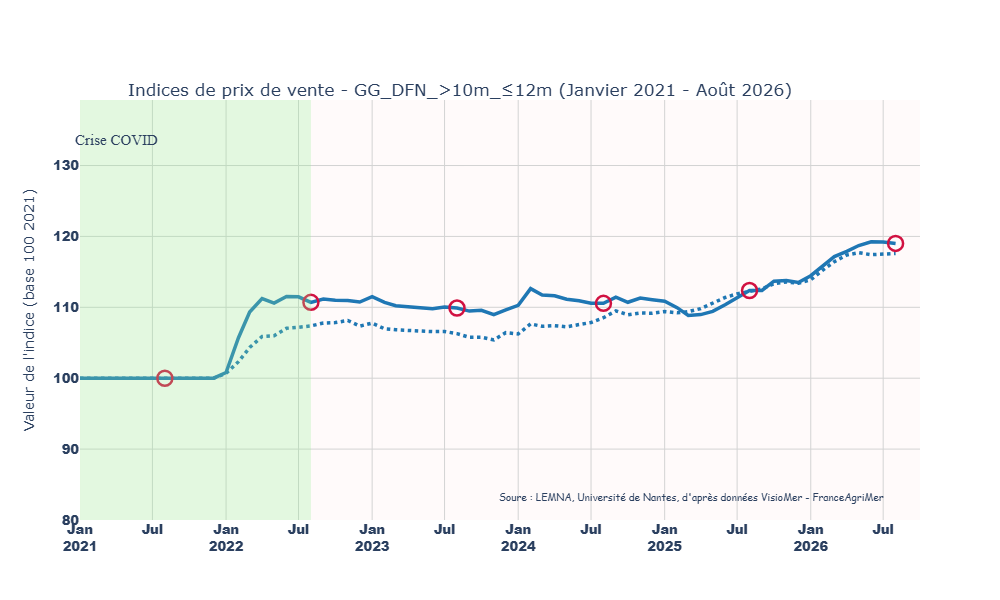 Indices de prix de vente - GG_DFN_>10m_≤12m (Janvier 2021 - Août 2026)
Crise COVID
Valeur de l'indice (base 100 2021)
130
120
110
100
90
80
Soure : LEMNA, Université de Nantes, d'après données VisioMer - FranceAgriMer
Jan Jul Jan Jul Jan Jul Jan Jul Jan Jul Jan Jul
2021 2022 2023 2024 2025 2026